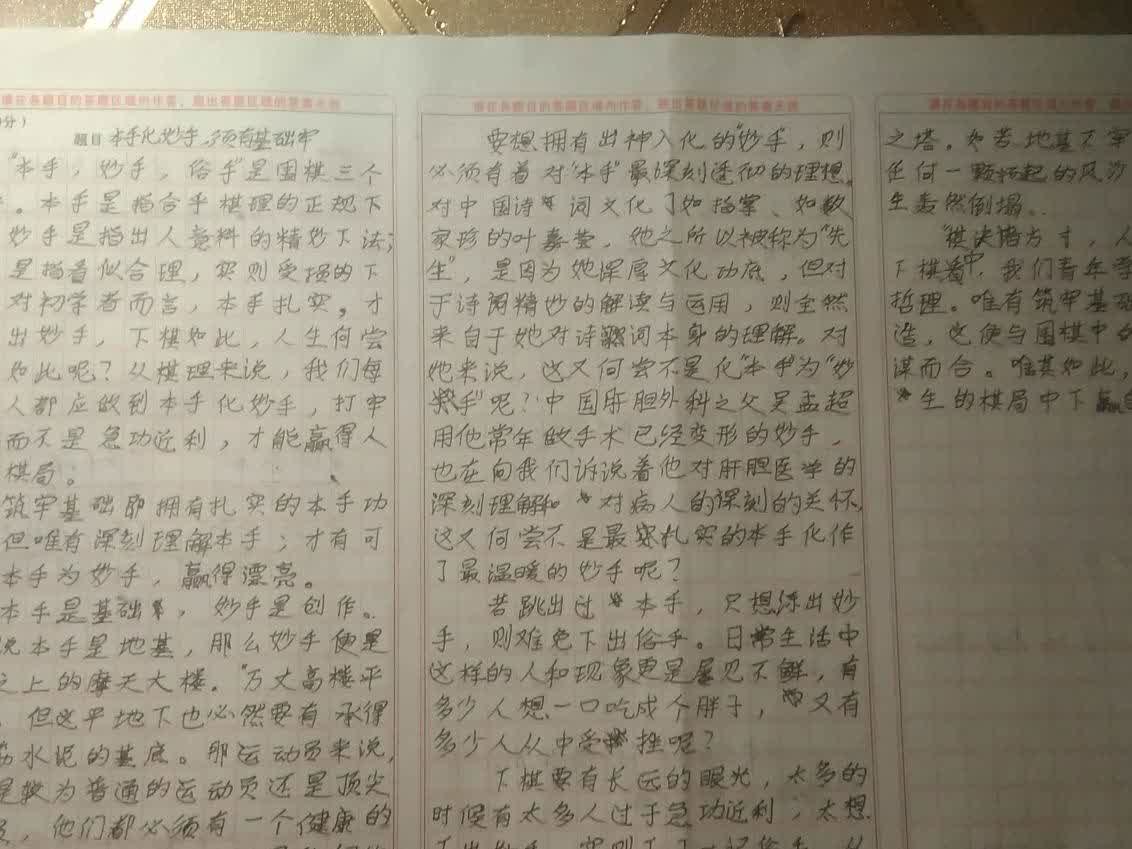 请在各题目的答题区域内作答，超出答题区域的答案无效
分）
题目 本手化妙手，须有基础牢
"本手，妙手，俗手"是围棋三个
。本手是指合乎棋理的正规下
妙手是指出人意料的精妙下法；
是指看似合理，实则受损的下
对初学者而言，本手扎实。才
出妙手，下棋如此，人生何尝
如此呢？从棋理来说，我们每
人都应做到本手化妙手，打牢
而不是急功近利，才能赢得人
棋局。
筑牢基础即拥有扎实的本手功
但唯有深刻理解本手；才有可
本手为妙手，赢得漂亮。
本手是基础，妙手是创作。
说本手是地基，那么妙手便是
之上的摩天大楼。"万丈高楼平
，但这平地下也必然要有承得
水泥的基底。那运动员来说，
是较为普通的运动员还是顶尖
，他们都必须有一个健康的
请在各题目的答题区域内作答，超出答题区域的答案无效
要想拥有出神入化的"妙手"，则
必须有着对"本手"最深刻透彻的理想。
对中国诗词文化了如指掌、如数
家珍的叶嘉莹，她之所以被称为"先
生"，是因为她深厚文化功底，但对
于诗词精妙的解读与运用，则全然
来自于她对诗词本身的理解。对
她来说，这又何尝不是化"本手"为"妙
手"呢？中国肝胆外科之父吴孟超
用他常年做手术已经变形的妙手，
也在向我们诉说着他对肝胆医学的
深刻理解和对病人的深刻的关怀，
这又何尝不是最扎实的本手化作
了最温暖的妙手呢？
若跳出过本手，只想练出妙
手，则难免下出俗手。日常生活中
这样的人和现象更是屡见不鲜，有
多少人想一口吃成个胖子，又有
多少人从中受挫呢？
下棋要有长远的眼光，太多的
时候有太多人过于急功近利，太想
请在各题目的答题区域内作答，超
之塔。如若地基不牢
任何一颗扬起的风沙
生轰然倒塌。
"棋决暗方寸，人
下棋中，我们青年学
哲理。唯有筑牢基础
造，这便与围棋中的
谋而合。唯其如此，
生的棋局中下赢自